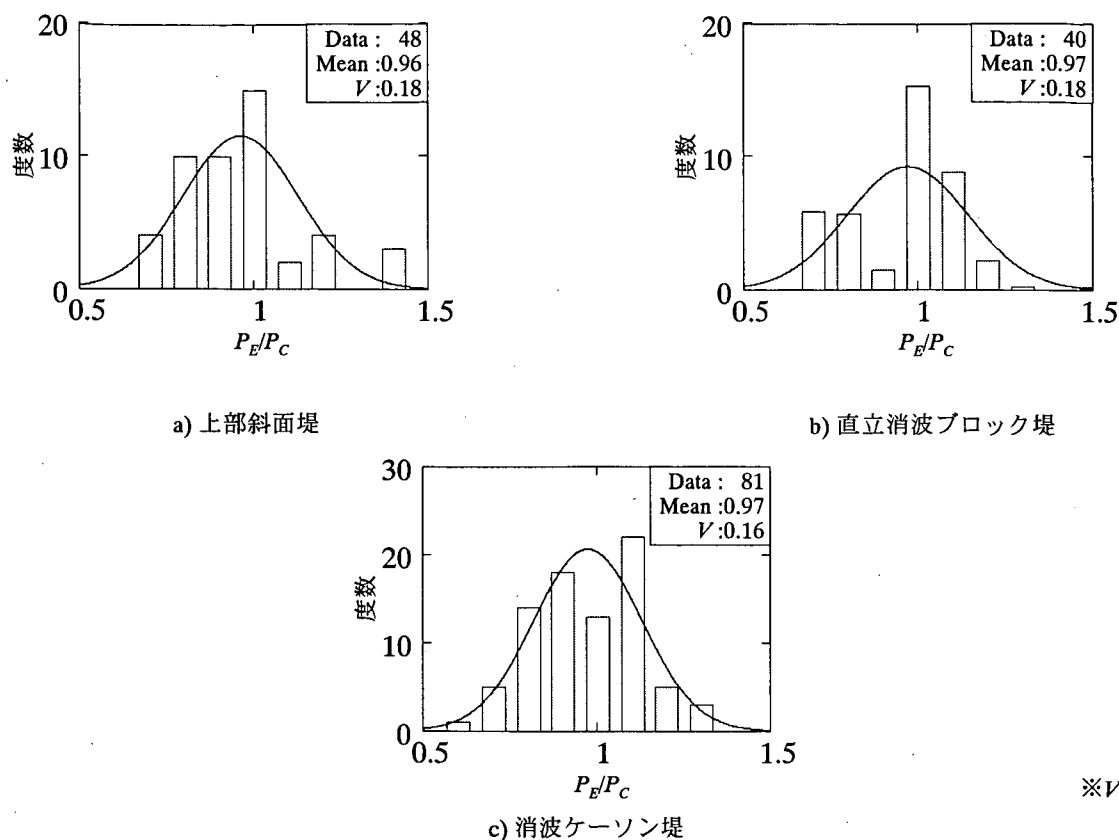 20
10
0
度数
Data : 48
Mean :0.96
V :0.18
0.5
1
1.5
P_E/P_C
a) 上部斜面堤
20
10
0
度数
Data : 40
Mean :0.97
V :0.18
0.5
1
1.5
P_E/P_C
b) 直立消波ブロック堤
30
20
10
0
度数
Data : 81
Mean :0.97
V :0.16
0.5
1
1.5
P_E/P_C
c) 消波ケーソン堤
※V